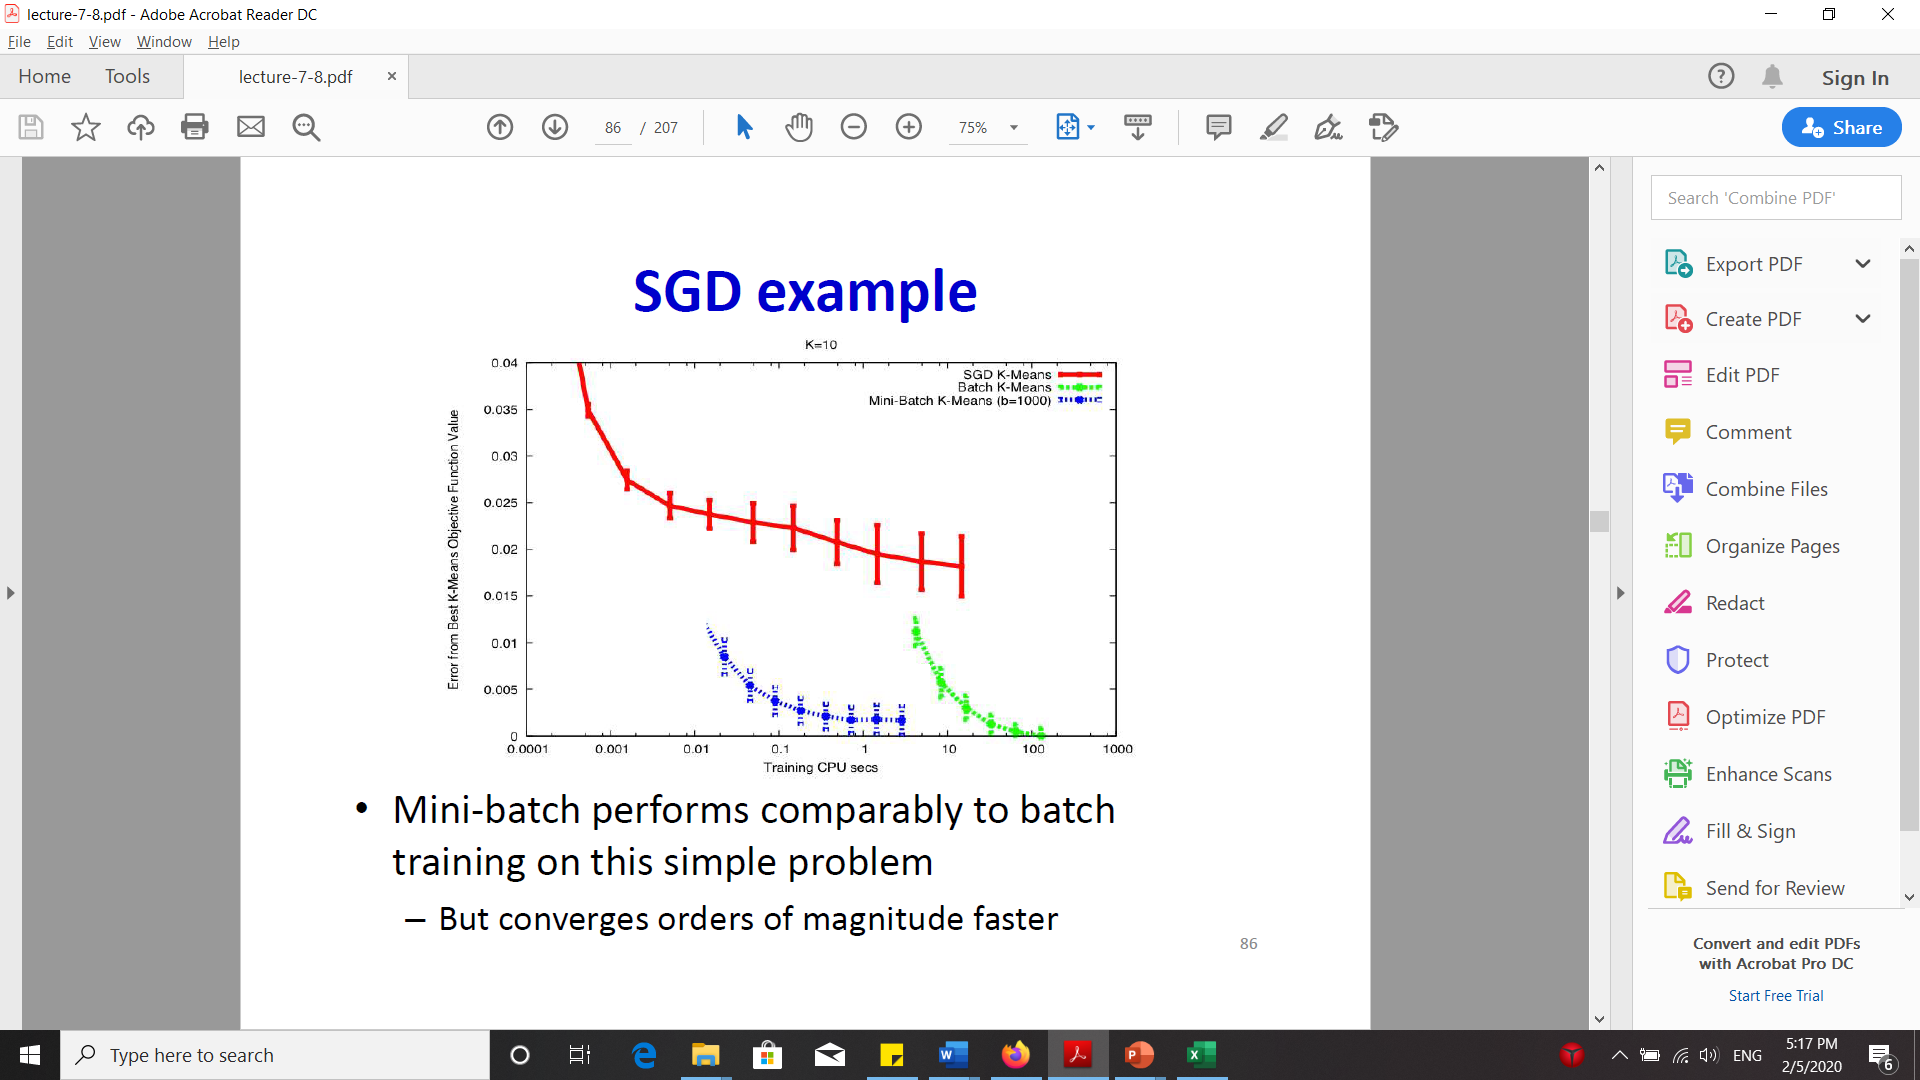 lecture-7-8.pdf - Adobe Acrobat Reader DC
File Edit View Window Help
Home Tools lecture-7-8.pdf × ? Sign In
86 / 207 75% Share
SGD example
K=10
SGD K-Means
Batch K-Means
Mini-Batch K-Means (b=1000)
Error from Best K-Means Objective Function Value
0.04
0.035
0.03
0.025
0.02
0.015
0.01
0.005
0
0.0001 0.001 0.01 0.1 1 10 100 1000
Training CPU secs
• Mini-batch performs comparably to batch
training on this simple problem
– But converges orders of magnitude faster
86
Search 'Combine PDF'
Export PDF
Create PDF
Edit PDF
Comment
Combine Files
Organize Pages
Redact
Protect
Optimize PDF
Enhance Scans
Fill & Sign
Send for Review
Convert and edit PDFs
with Acrobat Pro DC
Start Free Trial
Type here to search
ENG
5:17 PM
2/5/2020
6